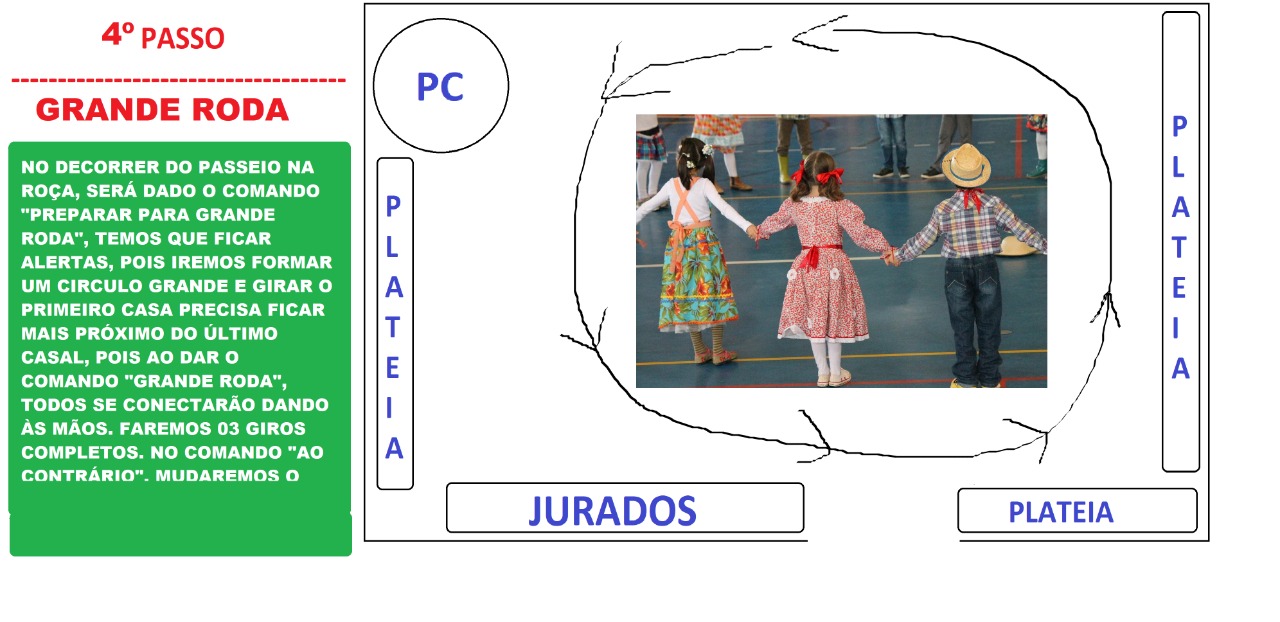 4º PASSO
GRANDE RODA
NO DECORRER DO PASSEIO NA
ROÇA, SERÁ DADO O COMANDO
"PREPARAR PARA GRANDE
RODA", TEMOS QUE FICAR
ALERTAS, POIS IREMOS FORMAR
UM CIRCULO GRANDE E GIRAR O
PRIMEIRO CASA PRECISA FICAR
MAIS PRÓXIMO DO ÚLTIMO
CASAL, POIS AO DAR O
COMANDO "GRANDE RODA",
TODOS SE CONECTARÃO DANDO
ÀS MÃOS. FAREMOS 03 GIROS
COMPLETOS. NO COMANDO "AO
CONTRÁRIO", MUDAREMOS O
PC
PLATEIA
PLATEIA
JURADOS
PLATEIA